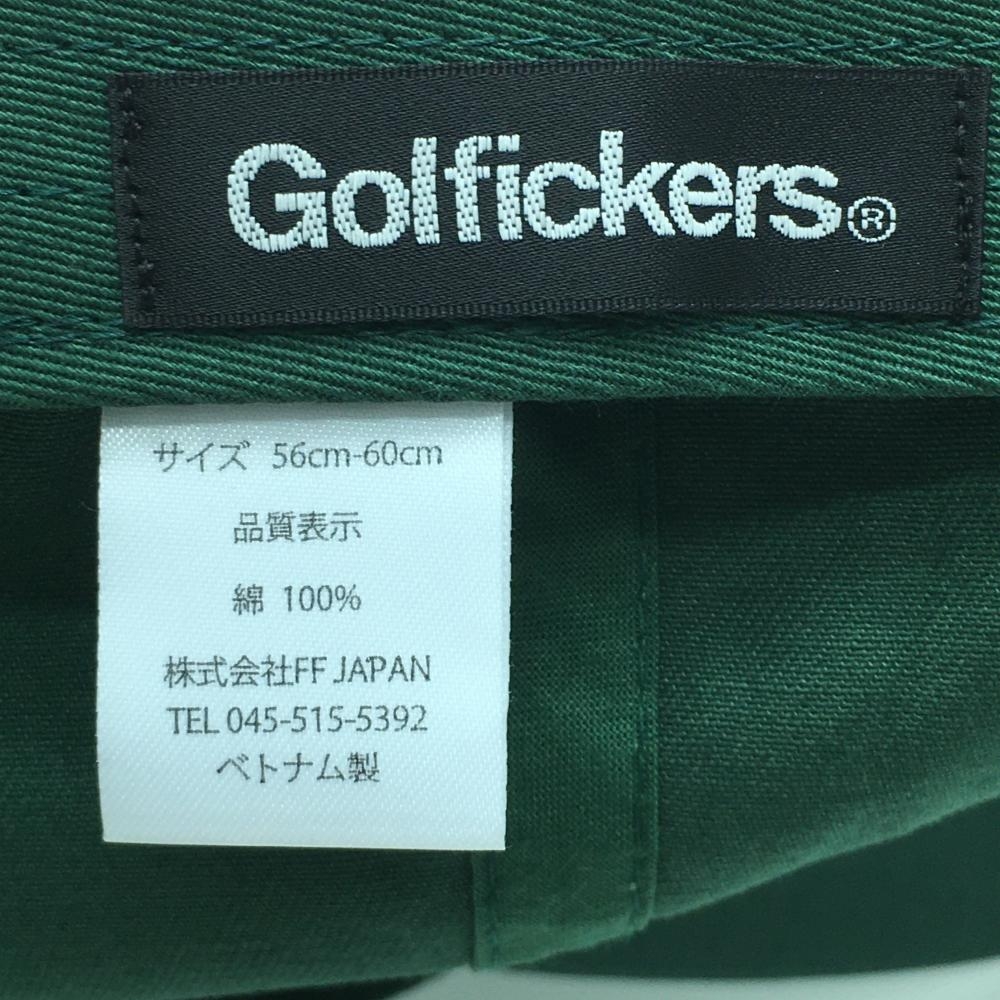 Golfickers®
サイズ 56cm-60cm
品質表示
綿 100%
株式会社FF JAPAN
TEL 045-515-5392
ベトナム製